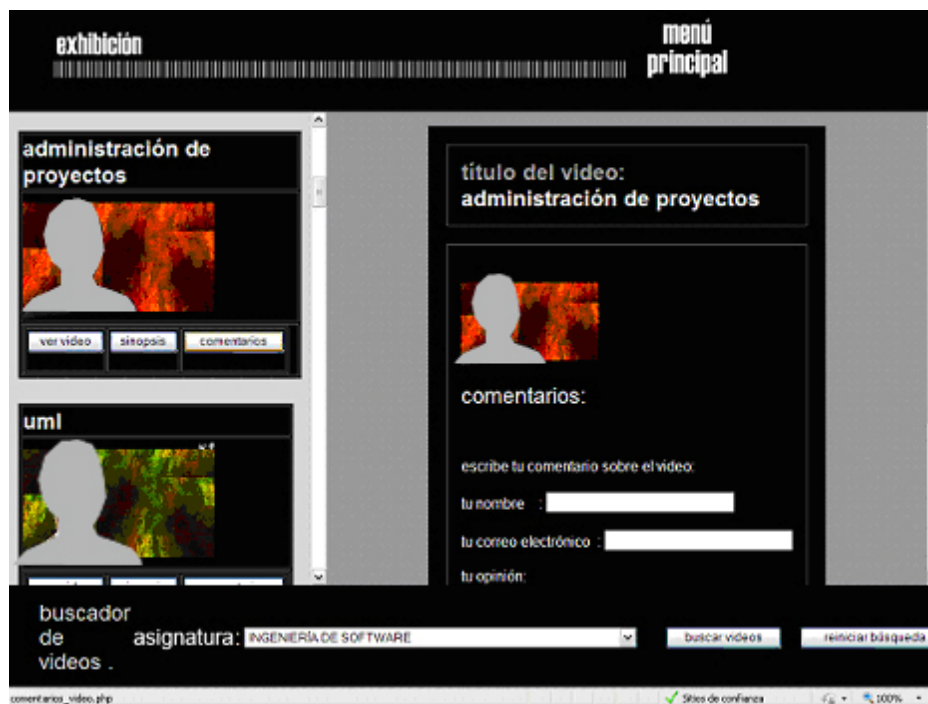 exhibición
menú
principal
administración de
proyectos
ver video
sinopsis
comentarios
uml
título del video:
administración de proyectos
comentarios:
escribe tu comentario sobre el video:
tu nombre :
tu correo electrónico :
tu opinión:
buscador
de
videos .
asignatura:
INGENIERÍA DE SOFTWARE
buscar videos
reiniciar búsqueda
comentarios_video.php
Sitios de confianza
100%